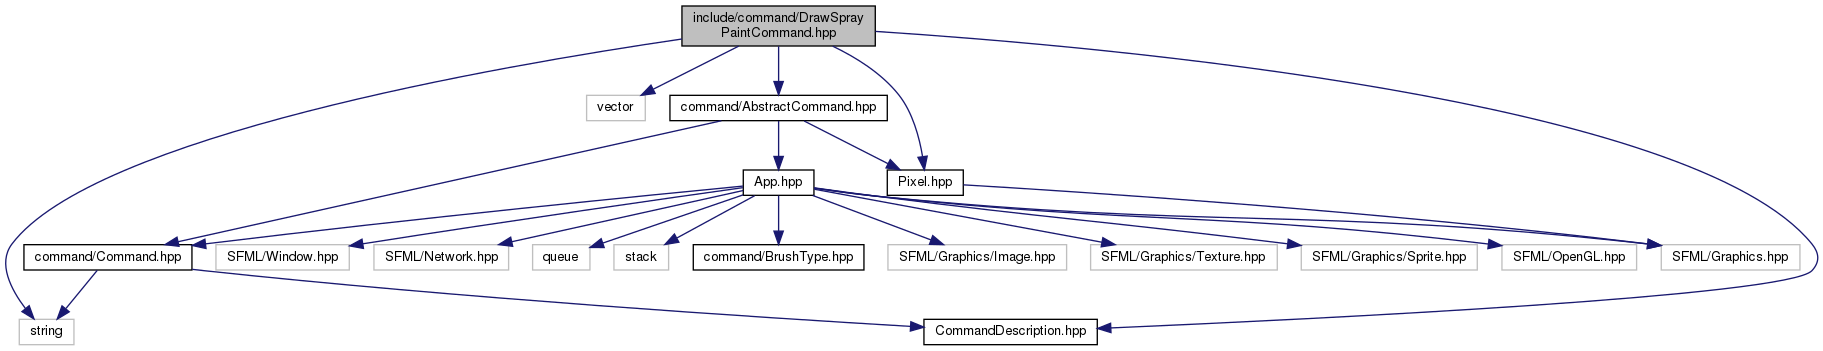 include/command/DrawSpray
PaintCommand.hpp
vector
command/AbstractCommand.hpp
App.hpp
Pixel.hpp
command/Command.hpp
SFML/Window.hpp
SFML/Network.hpp
queue
stack
command/BrushType.hpp
SFML/Graphics/Image.hpp
SFML/Graphics/Texture.hpp
SFML/Graphics/Sprite.hpp
SFML/OpenGL.hpp
SFML/Graphics.hpp
string
CommandDescription.hpp